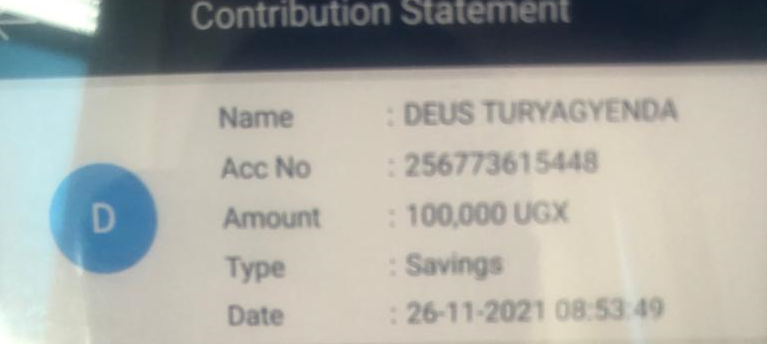 Contribution Statement
Name : DEUS TURYAGYENDA
Acc No : 256773615448
D
Amount : 100,000 UGX
Type : Savings
Date : 26-11-2021 08:53:49